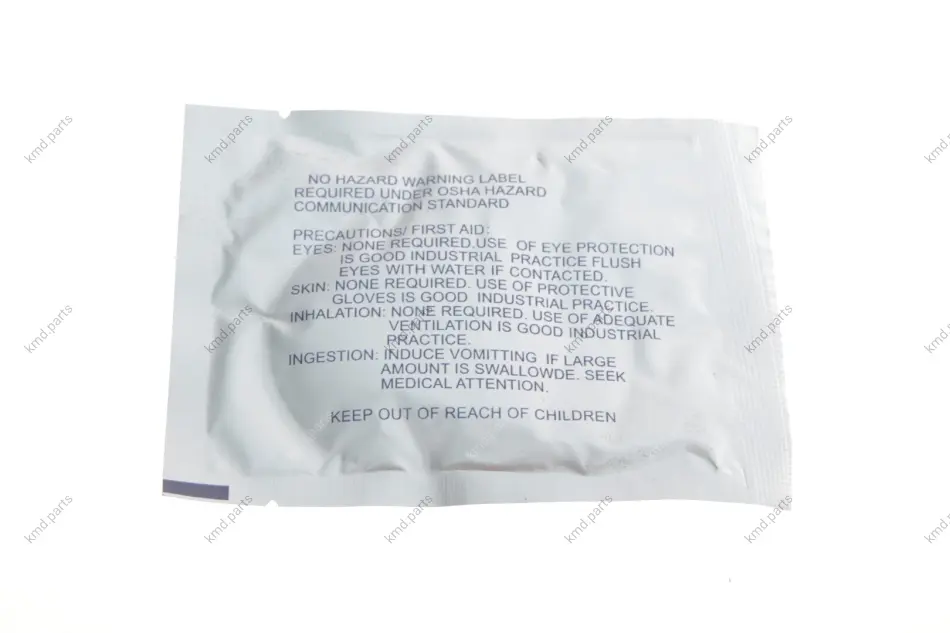 NO HAZARD WARNING LABEL
REQUIRED UNDER OSHA HAZARD
COMMUNICATION STANDARD
PRECAUTIONS/ FIRST AID:
EYES: NONE REQUIRED.USE OF EYE PROTECTION
IS GOOD INDUSTRIAL PRACTICE FLUSH
EYES WITH WATER IF CONTACTED.
SKIN: NONE REQUIRED. USE OF PROTECTIVE
GLOVES IS GOOD INDUSTRIAL PRACTICE.
INHALATION: NONE REQUIRED. USE OF ADEQUATE
VENTILATION IS GOOD INDUSTRIAL
PRACTICE.
INGESTION: INDUCE VOMITTING IF LARGE
AMOUNT IS SWALLOWDE. SEEK
MEDICAL ATTENTION.
KEEP OUT OF REACH OF CHILDREN
kmd.parts